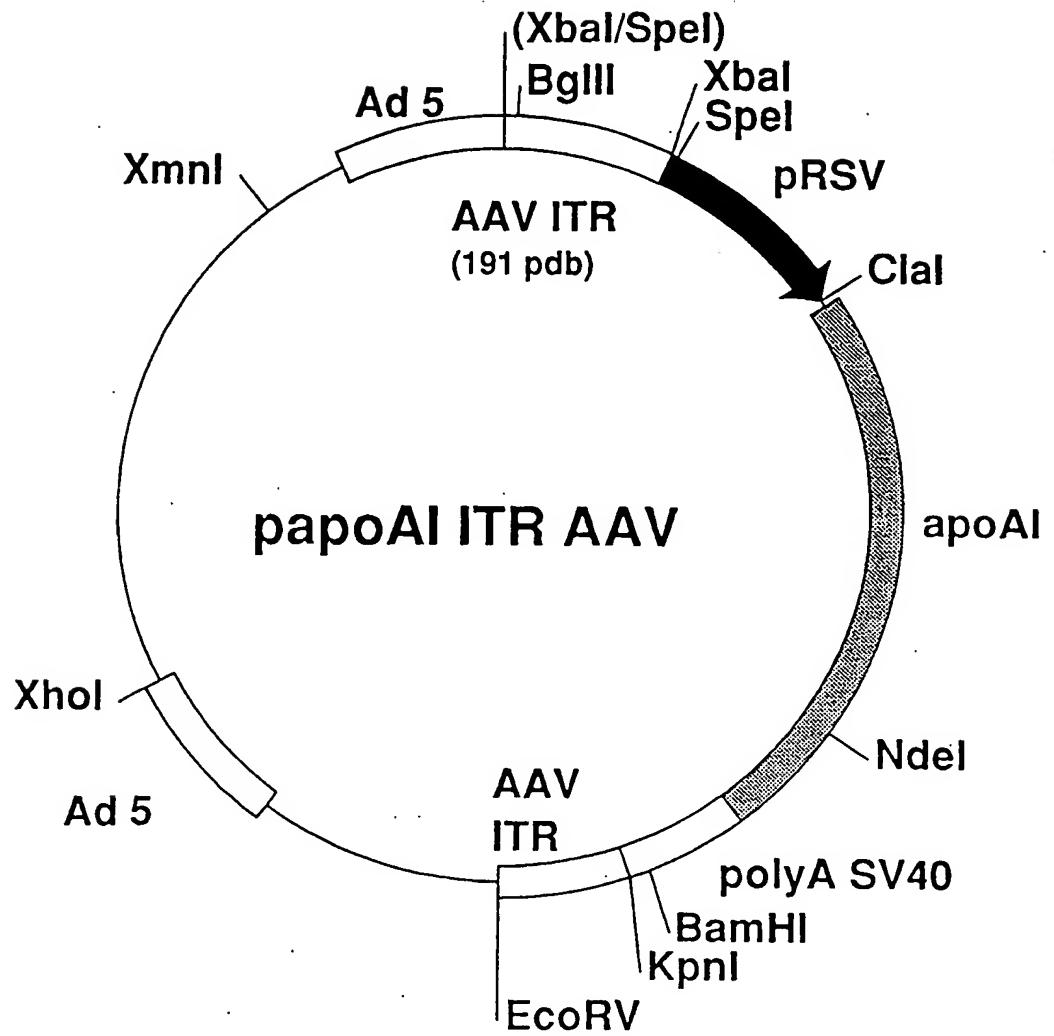 (XbaI/SpeI)
BglII
XbaI
SpeI
Ad 5
XmnI
pRSV
AAV ITR
(191 pdb)
ClaI
papoAI ITR AAV
apoAI
XhoI
NdeI
Ad 5
AAV
ITR
polyA SV40
BamHI
KpnI
EcoRV